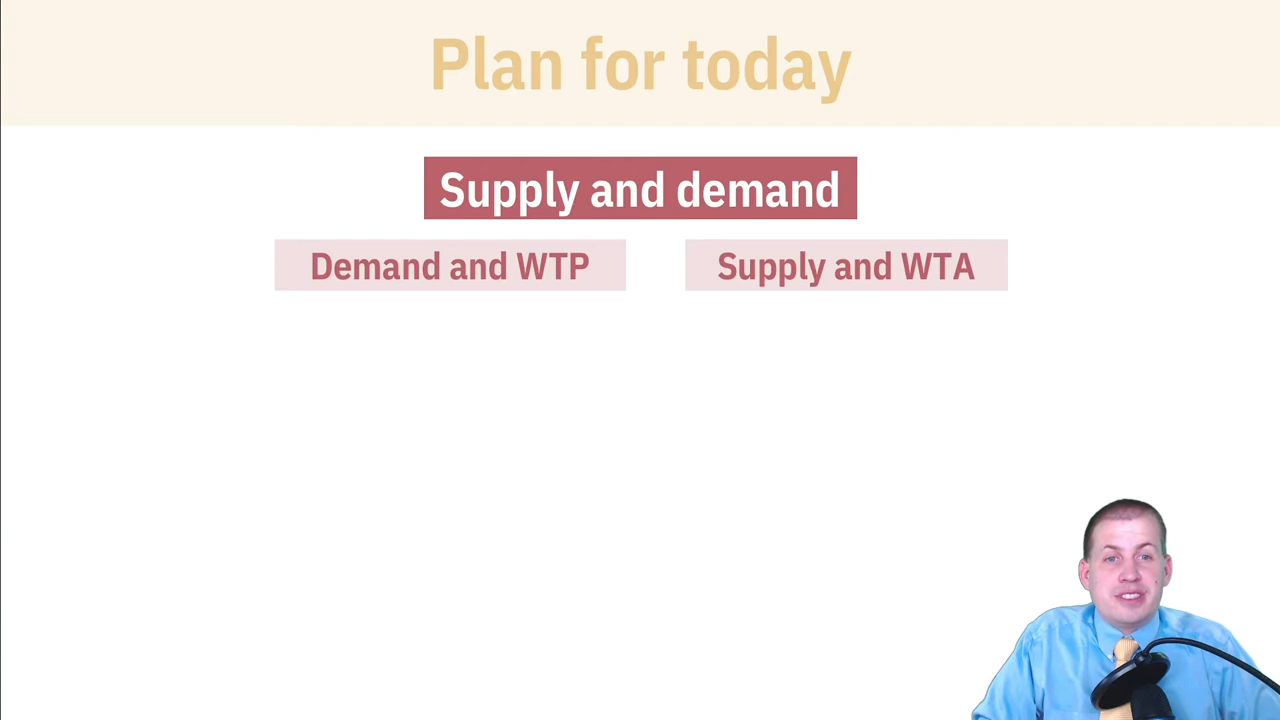 Plan for today
Supply and demand
Demand and WTP
Supply and WTA